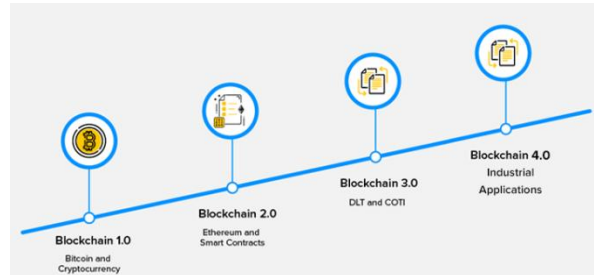 Blockchain 1.0
Bitcoin and
Cryptocurrency
Blockchain 2.0
Ethereum and
Smart Contracts
Blockchain 3.0
DLT and COTI
Blockchain 4.0
Industrial
Applications